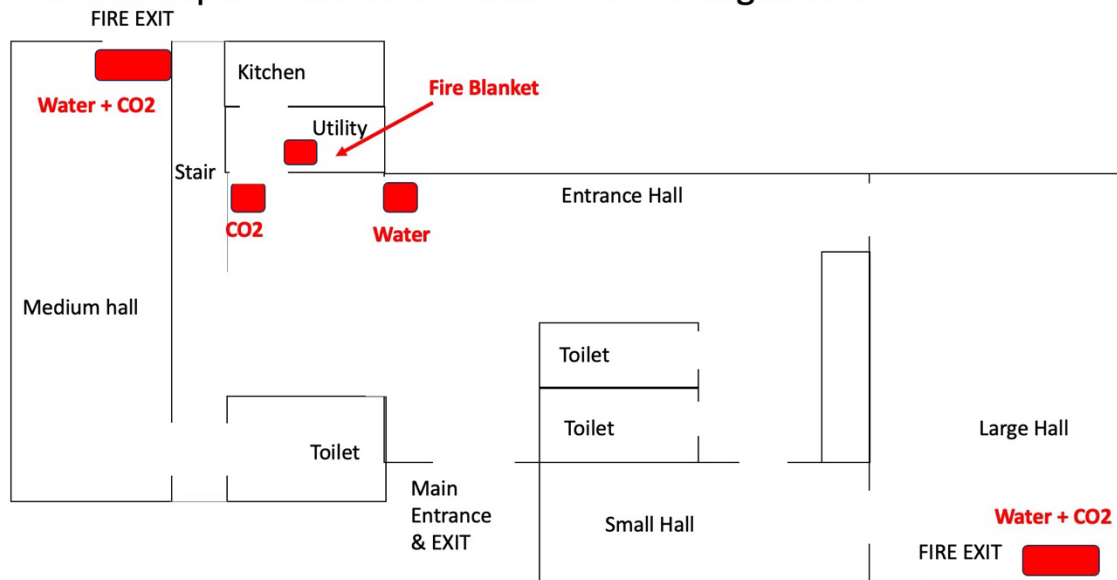 FIRE EXIT
Kitchen
Water + CO2
Fire Blanket
Utility
Stair
Entrance Hall
CO2
Water
Medium hall
Toilet
Toilet
Toilet
Large Hall
Main
Entrance
& EXIT
Small Hall
Water + CO2
FIRE EXIT